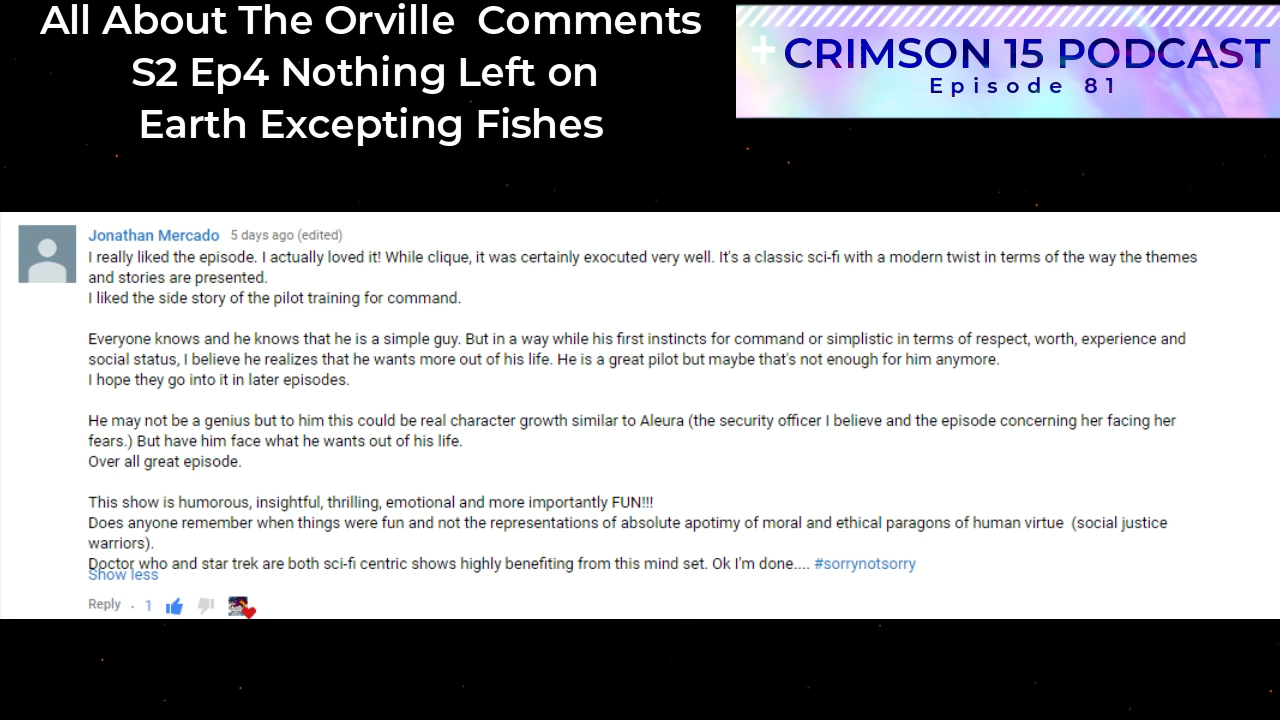 All About The Orville  Comments
S2 Ep4 Nothing Left on
Earth Excepting Fishes
+ CRIMSON 15 PODCAST
Episode 81
Jonathan Mercado 5 days ago (edited)
I really liked the episode. I actually loved it! While clique, it was certainly exocuted very well. It's a classic sci-fi with a modern twist in terms of the way the themes
and stories are presented.
I liked the side story of the pilot training for command.
Everyone knows and he knows that he is a simple guy. But in a way while his first instincts for command or simplistic in terms of respect, worth, experience and
social status, I believe he realizes that he wants more out of his life. He is a great pilot but maybe that's not enough for him anymore.
I hope they go into it in later episodes.
He may not be a genius but to him this could be real character growth similar to Aleura (the security officer I believe and the episode concerning her facing her
fears.) But have him face what he wants out of his life.
Over all great episode.
This show is humorous, insightful, thrilling, emotional and more importantly FUN!!!
Does anyone remember when things were fun and not the representations of absolute apotimy of moral and ethical paragons of human virtue  (social justice
warriors).
Doctor who and star trek are both sci-fi centric shows highly benefiting from this mind set. Ok I'm done.... #sorrynotsorry
Show less
Reply · 1